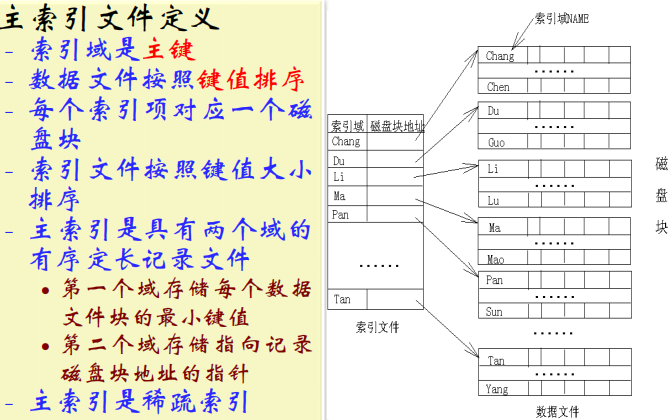 主索引文件定义
- 索引域是主键
- 数据文件按照键值排序
- 每个索引项对应一个磁
盘块
- 索引文件按照键值大小
排序
- 主索引是具有两个域的
有序定长记录文件
• 第一个域存储每个数据
文件块的最小键值
• 第二个域存储指向记录
磁盘块地址的指针
- 主索引是稀疏索引
索引域NAME
索引域 磁盘块地址
Chang
Du
Li
Ma
Pan
......
Tan
索引文件
Chang
......
Chen
Du
......
Guo
Li
......
Lu
Ma
......
Mao
Pan
......
Sun
......
Tan
......
Yang
数据文件
磁
盘
块